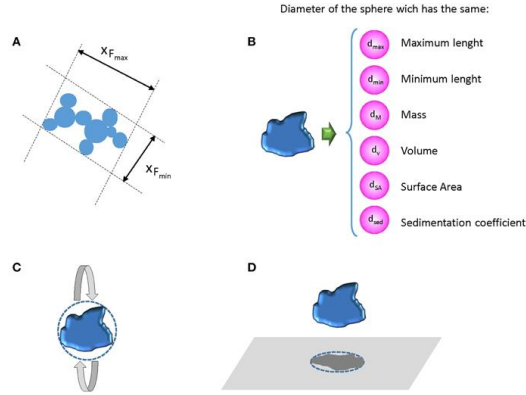 Diameter of the sphere wich has the same:
A
xFmax
xFmin
B
dmax Maximum lenght
dmin Minimum lenght
dM Mass
dv Volume
dSA Surface Area
dsed Sedimentation coefficient
C
D